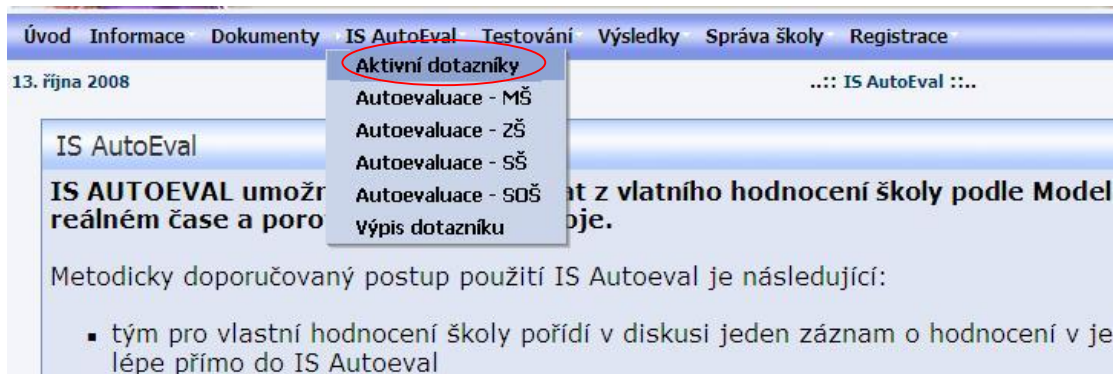 Úvod Informace Dokumenty IS AutoEval Testování Výsledky Správa školy Registrace
13. října 2008
..:: IS AutoEval ::..
Aktivní dotazníky
Autoevaluace - MŠ
Autoevaluace - ZŠ
Autoevaluace - SŠ
Autoevaluace - SOŠ
Výpis dotazníku
IS AutoEval
IS AUTOEVAL umožr at z vlatního hodnocení školy podle Model
reálném čase a poro oje.
Metodicky doporučovaný postup použití IS Autoeval je následující:
▪ tým pro vlastní hodnocení školy pořídí v diskusi jeden záznam o hodnocení v je
lépe přímo do IS Autoeval